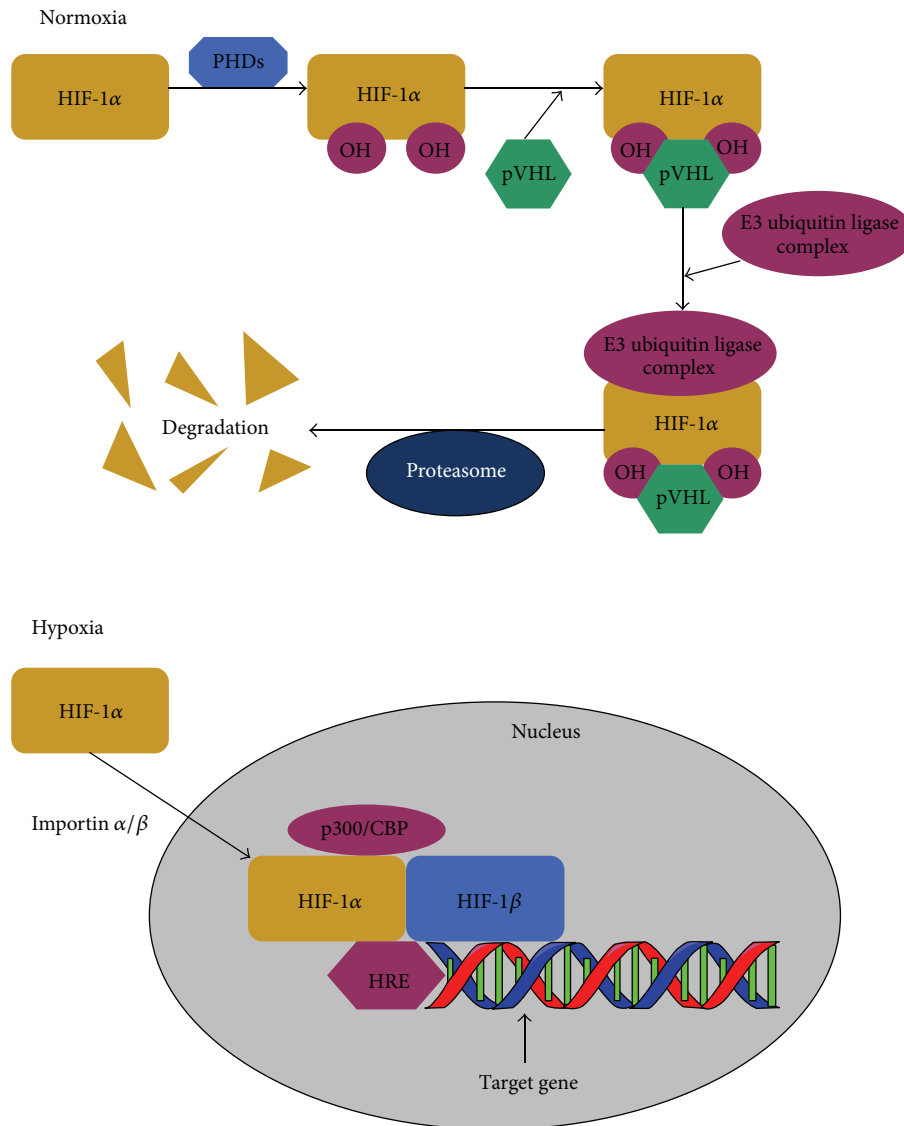 Normoxia
PHDs
HIF-1α
HIF-1α
HIF-1α
OH
OH
OH
OH
pVHL
pVHL
E3 ubiquitin ligase
complex
E3 ubiquitin ligase
complex
Degradation
HIF-1α
Proteasome
OH
OH
pVHL
Hypoxia
HIF-1α
Nucleus
Importin α/β
p300/CBP
HIF-1α
HIF-1β
HRE
Target gene